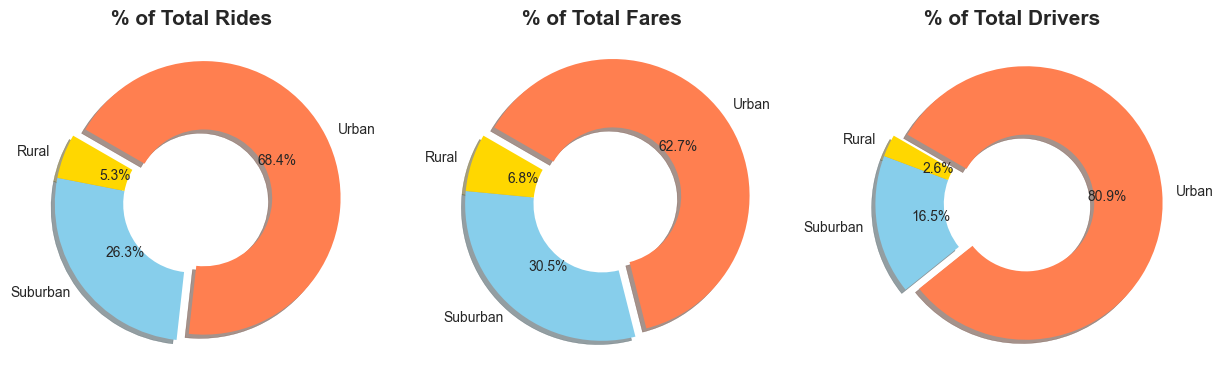 % of Total Rides
Urban
68.4%
Rural
5.3%
26.3%
Suburban
% of Total Fares
Urban
62.7%
Rural
6.8%
30.5%
Suburban
% of Total Drivers
Rural
2.6%
80.9%
Urban
16.5%
Suburban